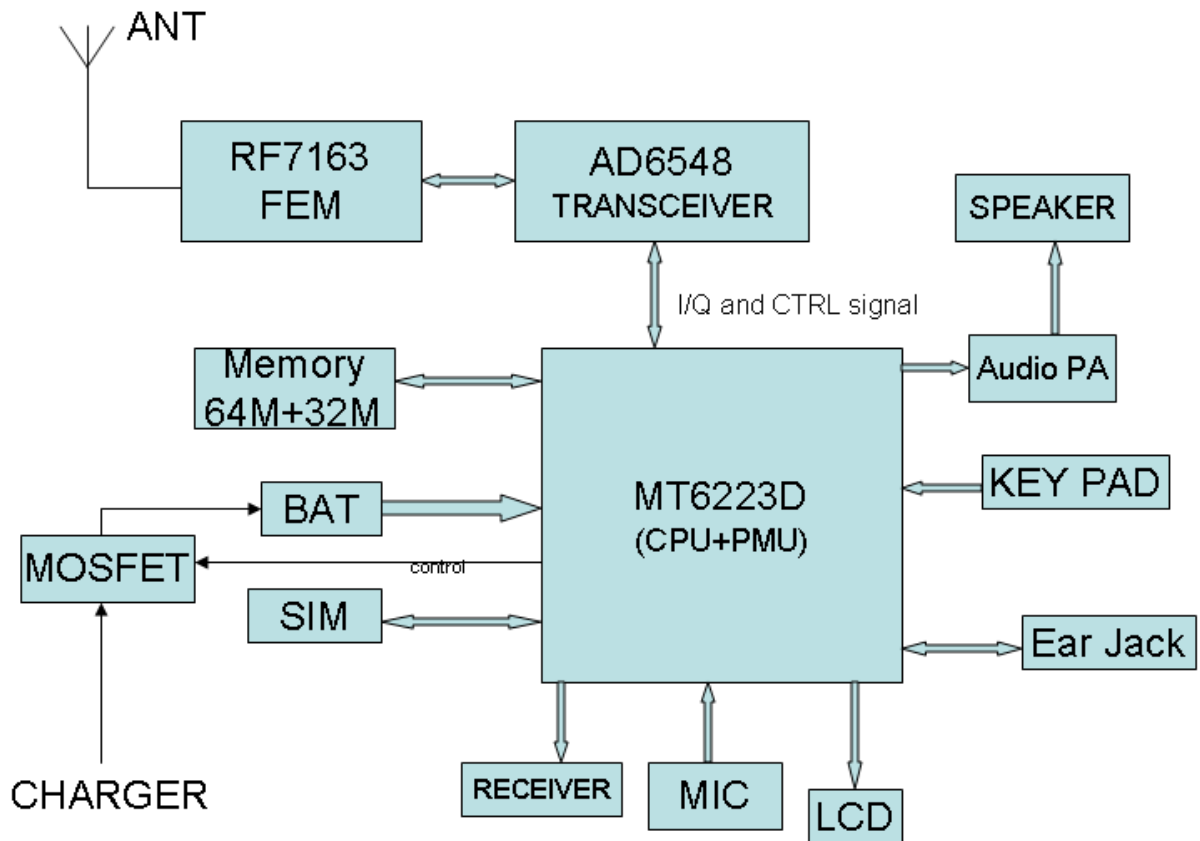 ANT
RF7163
FEM
AD6548
TRANSCEIVER
SPEAKER
I/Q and CTRL signal
Memory
64M+32M
Audio PA
BAT
MT6223D
(CPU+PMU)
KEY PAD
MOSFET
control
SIM
Ear Jack
CHARGER
RECEIVER
MIC
LCD